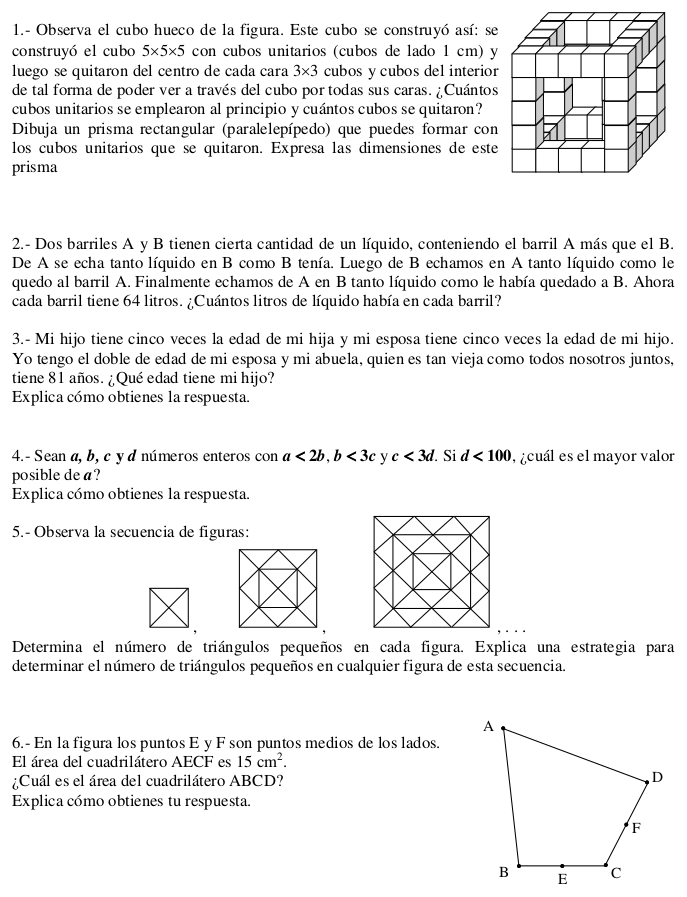 1.- Observa el cubo hueco de la figura. Este cubo se construyó así: se
construyó el cubo 5×5×5 con cubos unitarios (cubos de lado 1 cm) y
luego se quitaron del centro de cada cara 3×3 cubos y cubos del interior
de tal forma de poder ver a través del cubo por todas sus caras. ¿Cuántos
cubos unitarios se emplearon al principio y cuántos cubos se quitaron?
Dibuja un prisma rectangular (paralelepípedo) que puedes formar con
los cubos unitarios que se quitaron. Expresa las dimensiones de este
prisma
2.- Dos barriles A y B tienen cierta cantidad de un líquido, conteniendo el barril A más que el B.
De A se echa tanto líquido en B como B tenía. Luego de B echamos en A tanto líquido como le
quedo al barril A. Finalmente echamos de A en B tanto líquido como le había quedado a B. Ahora
cada barril tiene 64 litros. ¿Cuántos litros de líquido había en cada barril?
3.- Mi hijo tiene cinco veces la edad de mi hija y mi esposa tiene cinco veces la edad de mi hijo.
Yo tengo el doble de edad de mi esposa y mi abuela, quien es tan vieja como todos nosotros juntos,
tiene 81 años. ¿Qué edad tiene mi hijo?
Explica cómo obtienes la respuesta.
4.- Sean a, b, c y d números enteros con a < 2b, b < 3c y c < 3d. Si d < 100, ¿cuál es el mayor valor
posible de a?
Explica cómo obtienes la respuesta.
5.- Observa la secuencia de figuras:
, , , . . .
Determina el número de triángulos pequeños en cada figura. Explica una estrategia para
determinar el número de triángulos pequeños en cualquier figura de esta secuencia.
6.- En la figura los puntos E y F son puntos medios de los lados.
El área del cuadrilátero AECF es 15 cm².
¿Cuál es el área del cuadrilátero ABCD?
Explica cómo obtienes tu respuesta.
A
D
F
B
E
C